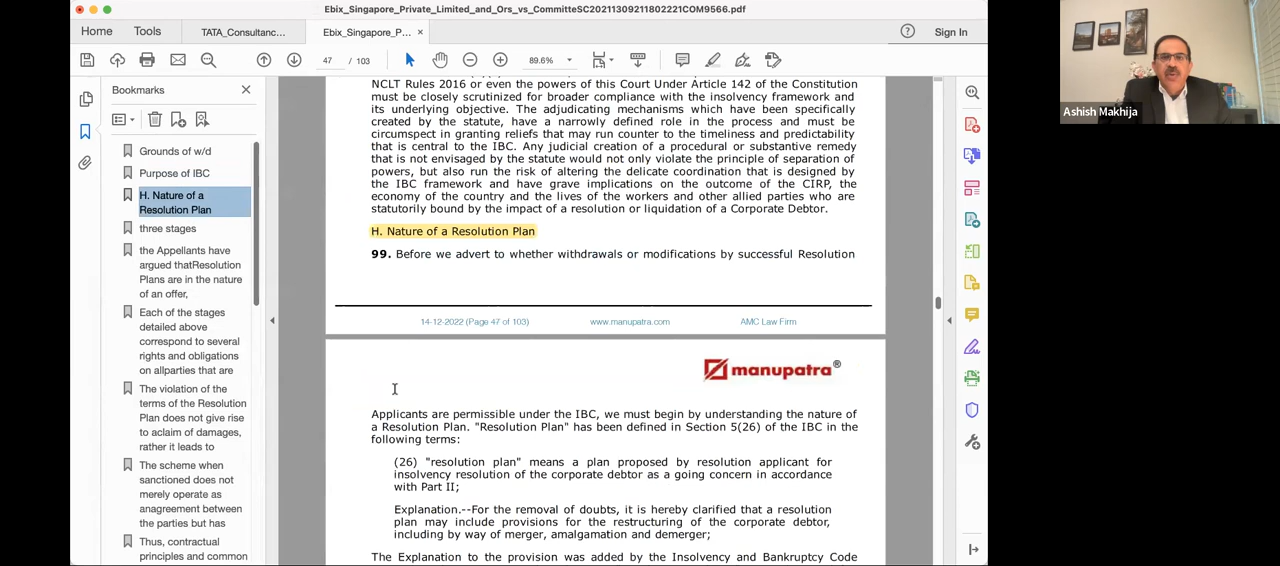 Ebix_Singapore_Private_Limited_and_Ors_vs_CommitteSC20211309211802221COM9566.pdf
Home
Tools
TATA_Consultanc...
Ebix_Singapore_P... ×
Sign In
47 / 103
89.6%
Bookmarks
Grounds of w/d
Purpose of IBC
H. Nature of a
Resolution Plan
three stages
the Appellants have
argued thatResolution
Plans are in the nature
of an offer,
Each of the stages
detailed above
correspond to several
rights and obligations
on allparties that are
The violation of the
terms of the Resolution
Plan does not give rise
to aclaim of damages,
rather it leads to
The scheme when
sanctioned does not
merely operate as
anagreement between
the parties but has
Thus, contractual
principles and common
NCLT Rules 2016 or even the powers of this Court Under Article 142 of the Constitution
must be closely scrutinized for broader compliance with the insolvency framework and
its underlying objective. The adjudicating mechanisms which have been specifically
created by the statute, have a narrowly defined role in the process and must be
circumspect in granting reliefs that may run counter to the timeliness and predictability
that is central to the IBC. Any judicial creation of a procedural or substantive remedy
that is not envisaged by the statute would not only violate the principle of separation of
powers, but also run the risk of altering the delicate coordination that is designed by
the IBC framework and have grave implications on the outcome of the CIRP, the
economy of the country and the lives of the workers and other allied parties who are
statutorily bound by the impact of a resolution or liquidation of a Corporate Debtor.
H. Nature of a Resolution Plan
99. Before we advert to whether withdrawals or modifications by successful Resolution
14-12-2022 (Page 47 of 103)
www.manupatra.com
AMC Law Firm
manupatra®
Applicants are permissible under the IBC, we must begin by understanding the nature of
a Resolution Plan. "Resolution Plan" has been defined in Section 5(26) of the IBC in the
following terms:
(26) "resolution plan" means a plan proposed by resolution applicant for
insolvency resolution of the corporate debtor as a going concern in accordance
with Part II;
Explanation.--For the removal of doubts, it is hereby clarified that a resolution
plan may include provisions for the restructuring of the corporate debtor,
including by way of merger, amalgamation and demerger;
The Explanation to the provision was added by the Insolvency and Bankruptcy Code
Ashish Makhija